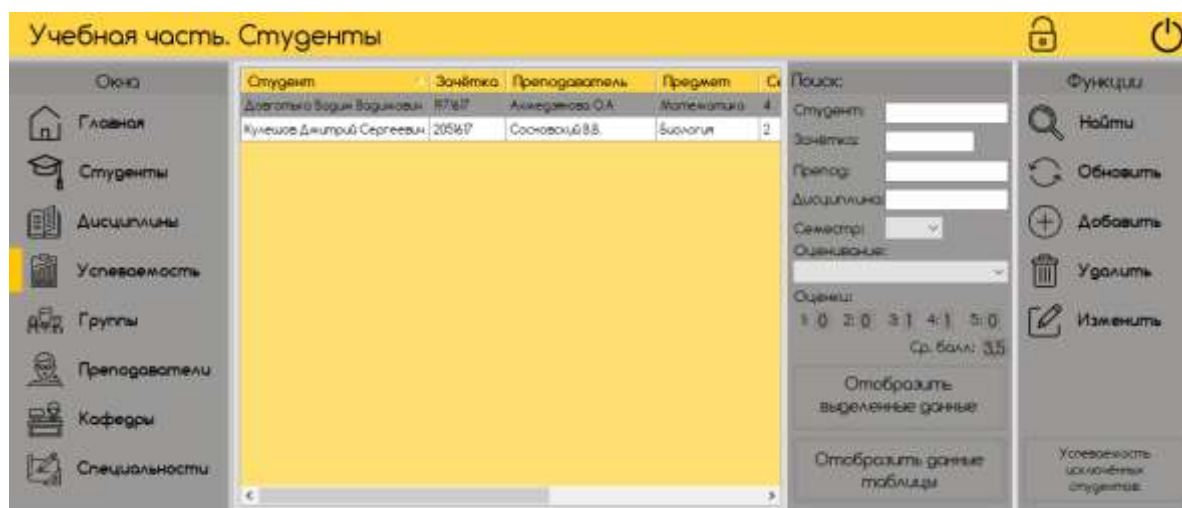 Учебная часть. Студенты
Окна
Главная
Студенты
Дисциплины
Успеваемость
Группы
Преподаватели
Кафедры
Специальности
Студент Зачётка Преподаватель Предмет Се
Вадим Вадимович 197617 Ахмеданова О.А Математика 4
Кулешов Дмитрий Сергеевич 2051617 Сосновский В.В. Биология 2
Поиск:
Студент:
Зачётка:
Препод:
Дисциплина:
Семестр:
Оценивание:
Оценки:
1: 0 2: 0 3: 1 4: 1 5: 0
Ср. балл: 3,5
Отобразить
выделенные данные
Отобразить данные
таблицы
Функции
Найти
Обновить
Добавить
Удалить
Изменить
Успеваемость
исключённых
студентов